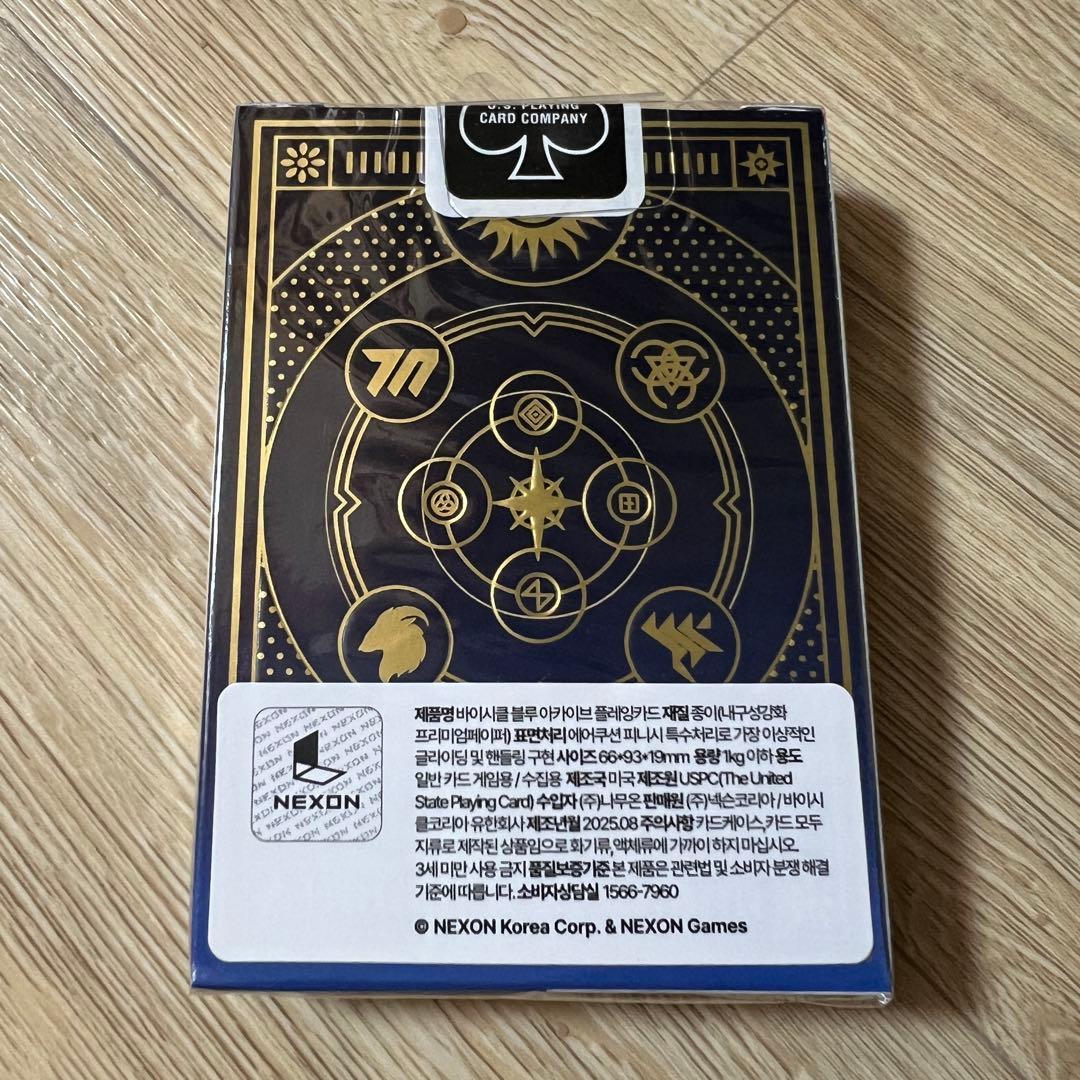 U.S. PLAYING
CARD COMPANY
NEXON
제품명 바이시클 블루 아카이브 플레잉카드 재질 종이(내구성강화
프리미엄페이퍼) 표면처리 에어쿠션 피니시 특수처리로 가장 이상적인
글라이딩 및 핸들링 구현 사이즈 66*93*19mm 용량 1kg 이하 용도
일반 카드 게임용 / 수집용 제조국 미국 제조원 USPC(The United
State Playing Card) 수입자 (주)나무온 판매원 (주)넥슨코리아 / 바이시
클코리아 유한회사 제조년월 2025.08 주의사항 카드케이스,카드 모두
지류로 제작된 상품임으로 화기류,액체류에 가까이 하지 마십시오.
3세 미만 사용 금지 품질보증기준 본 제품은 관련법 및 소비자 분쟁 해결
기준에 따릅니다. 소비자상담실 1566-7960
© NEXON Korea Corp. & NEXON Games